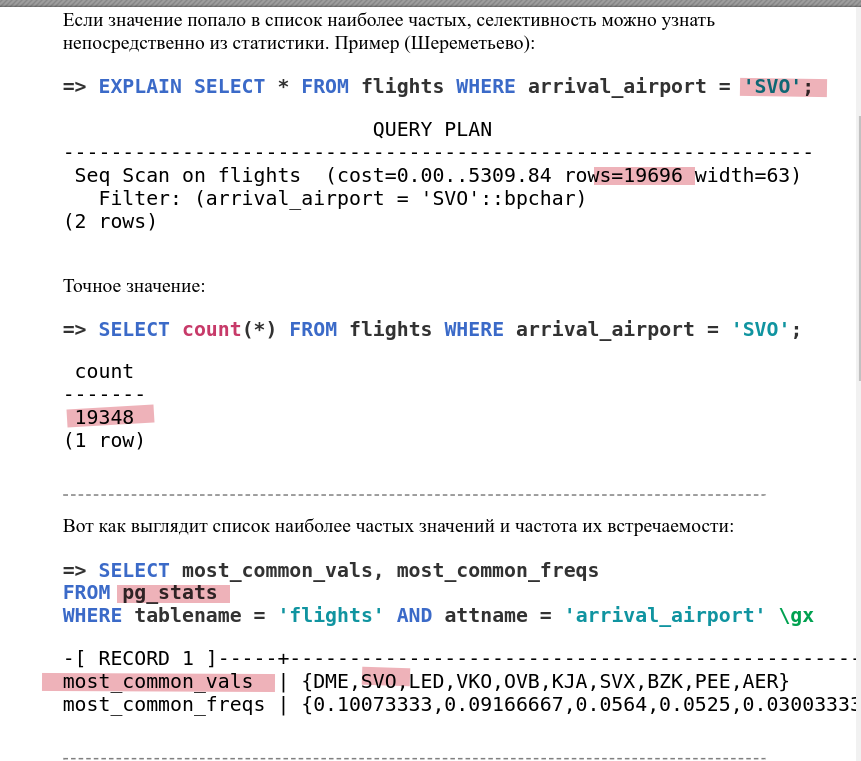 Если значение попало в список наиболее частых, селективность можно узнать
непосредственно из статистики. Пример (Шереметьево):
=> EXPLAIN SELECT * FROM flights WHERE arrival_airport = 'SVO';
QUERY PLAN
---------------------------------------------------------------
Seq Scan on flights  (cost=0.00..5309.84 rows=19696 width=63)
Filter: (arrival_airport = 'SVO'::bpchar)
(2 rows)
Точное значение:
=> SELECT count(*) FROM flights WHERE arrival_airport = 'SVO';
count
-------
19348
(1 row)
Вот как выглядит список наиболее частых значений и частота их встречаемости:
=> SELECT most_common_vals, most_common_freqs
FROM pg_stats
WHERE tablename = 'flights' AND attname = 'arrival_airport' \gx
-[ RECORD 1 ]-----+------------------------------------------------
most_common_vals  | {DME,SVO,LED,VKO,OVB,KJA,SVX,BZK,PEE,AER}
most_common_freqs | {0.10073333,0.09166667,0.0564,0.0525,0.03003333